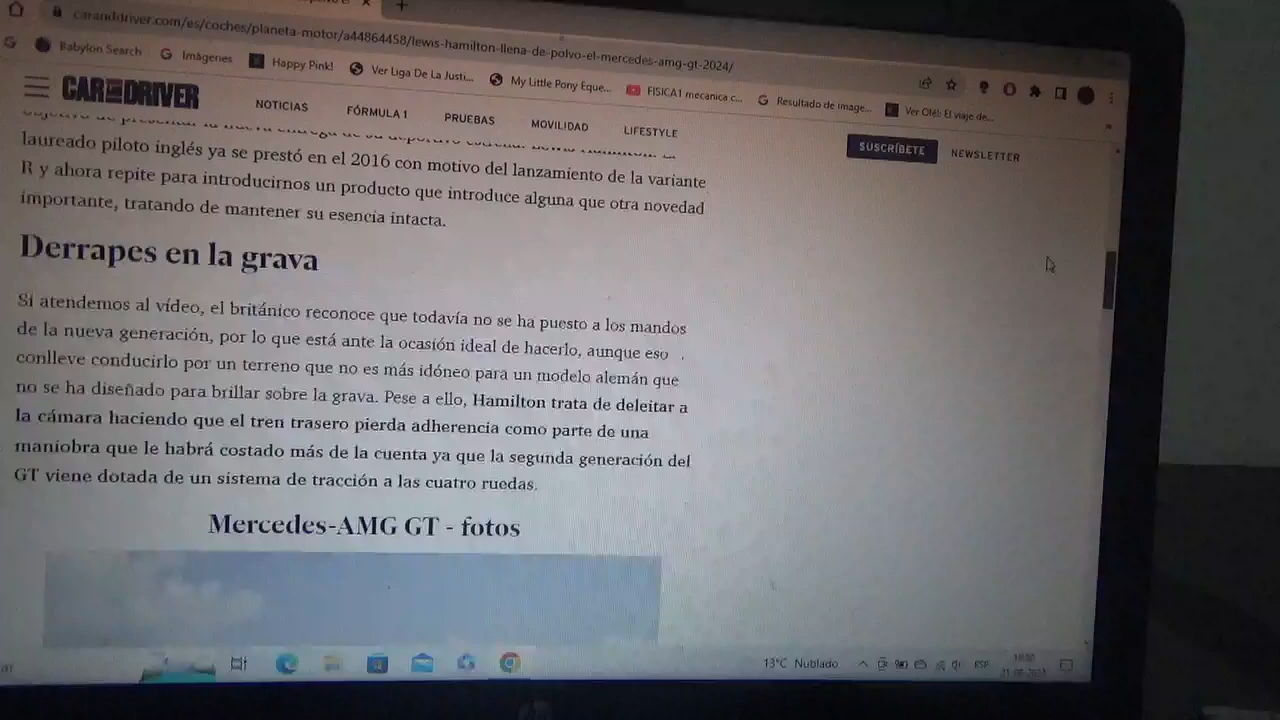 caranddriver.com/es/coches/planeta-motor/a44864458/lewis-hamilton-llena-de-polvo-el-mercedes-amg-gt-2024/
Babylon Search Imágenes Happy Pink! Ver Liga De La Justi... My Little Pony Eque... FISICA1 mecanica c... Resultado de image... Ver Olé!: El viaje de...
CAR AND DRIVER
NOTICIAS FÓRMULA 1 PRUEBAS MOVILIDAD LIFESTYLE
SUSCRÍBETE NEWSLETTER
laureado piloto inglés ya se prestó en el 2016 con motivo del lanzamiento de la variante
R y ahora repite para introducirnos un producto que introduce alguna que otra novedad
importante, tratando de mantener su esencia intacta.
Derrapes en la grava
Si atendemos al vídeo, el británico reconoce que todavía no se ha puesto a los mandos
de la nueva generación, por lo que está ante la ocasión ideal de hacerlo, aunque eso
conlleve conducirlo por un terreno que no es más idóneo para un modelo alemán que
no se ha diseñado para brillar sobre la grava. Pese a ello, Hamilton trata de deleitar a
la cámara haciendo que el tren trasero pierda adherencia como parte de una
maniobra que le habrá costado más de la cuenta ya que la segunda generación del
GT viene dotada de un sistema de tracción a las cuatro ruedas.
Mercedes-AMG GT - fotos
13°C Nublado ESP